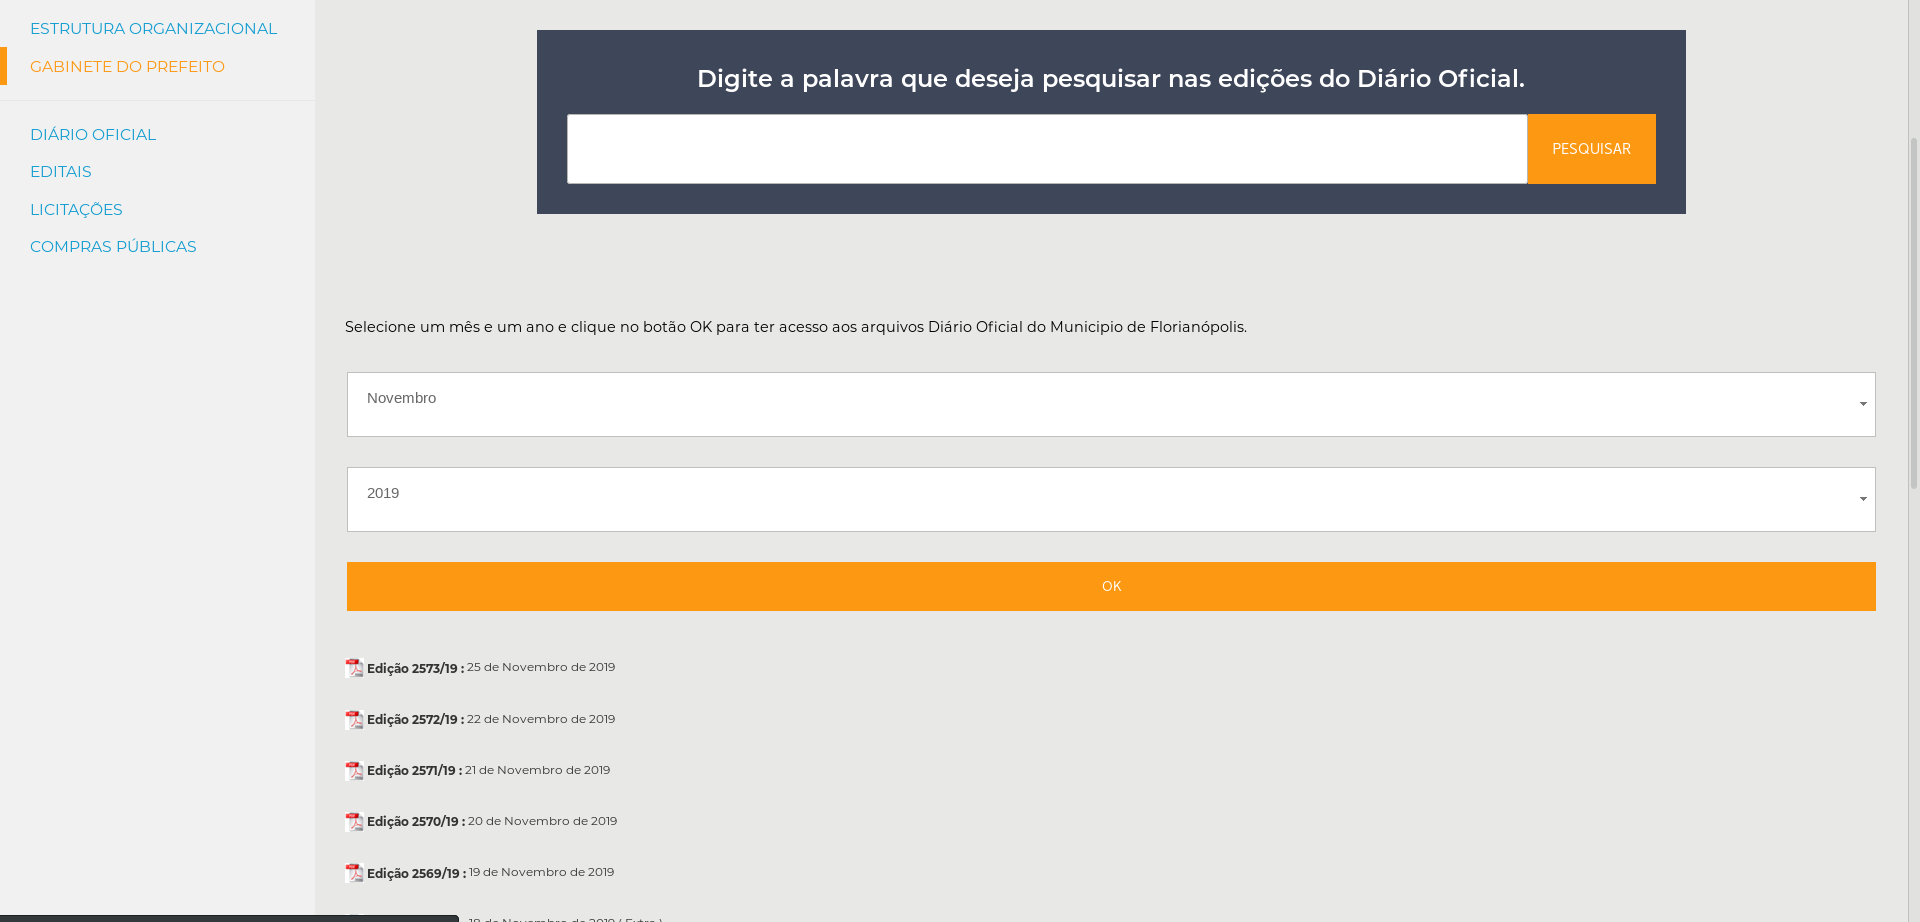 ESTRUTURA ORGANIZACIONAL
GABINETE DO PREFEITO
DIÁRIO OFICIAL
EDITAIS
LICITAÇÕES
COMPRAS PÚBLICAS
Digite a palavra que deseja pesquisar nas edições do Diário Oficial.
PESQUISAR
Selecione um mês e um ano e clique no botão OK para ter acesso aos arquivos Diário Oficial do Municipio de Florianópolis.
Novembro
2019
OK
Edição 2573/19 : 25 de Novembro de 2019
Edição 2572/19 : 22 de Novembro de 2019
Edição 2571/19 : 21 de Novembro de 2019
Edição 2570/19 : 20 de Novembro de 2019
Edição 2569/19 : 19 de Novembro de 2019
18 de Novembro de 2019 ( Extra )